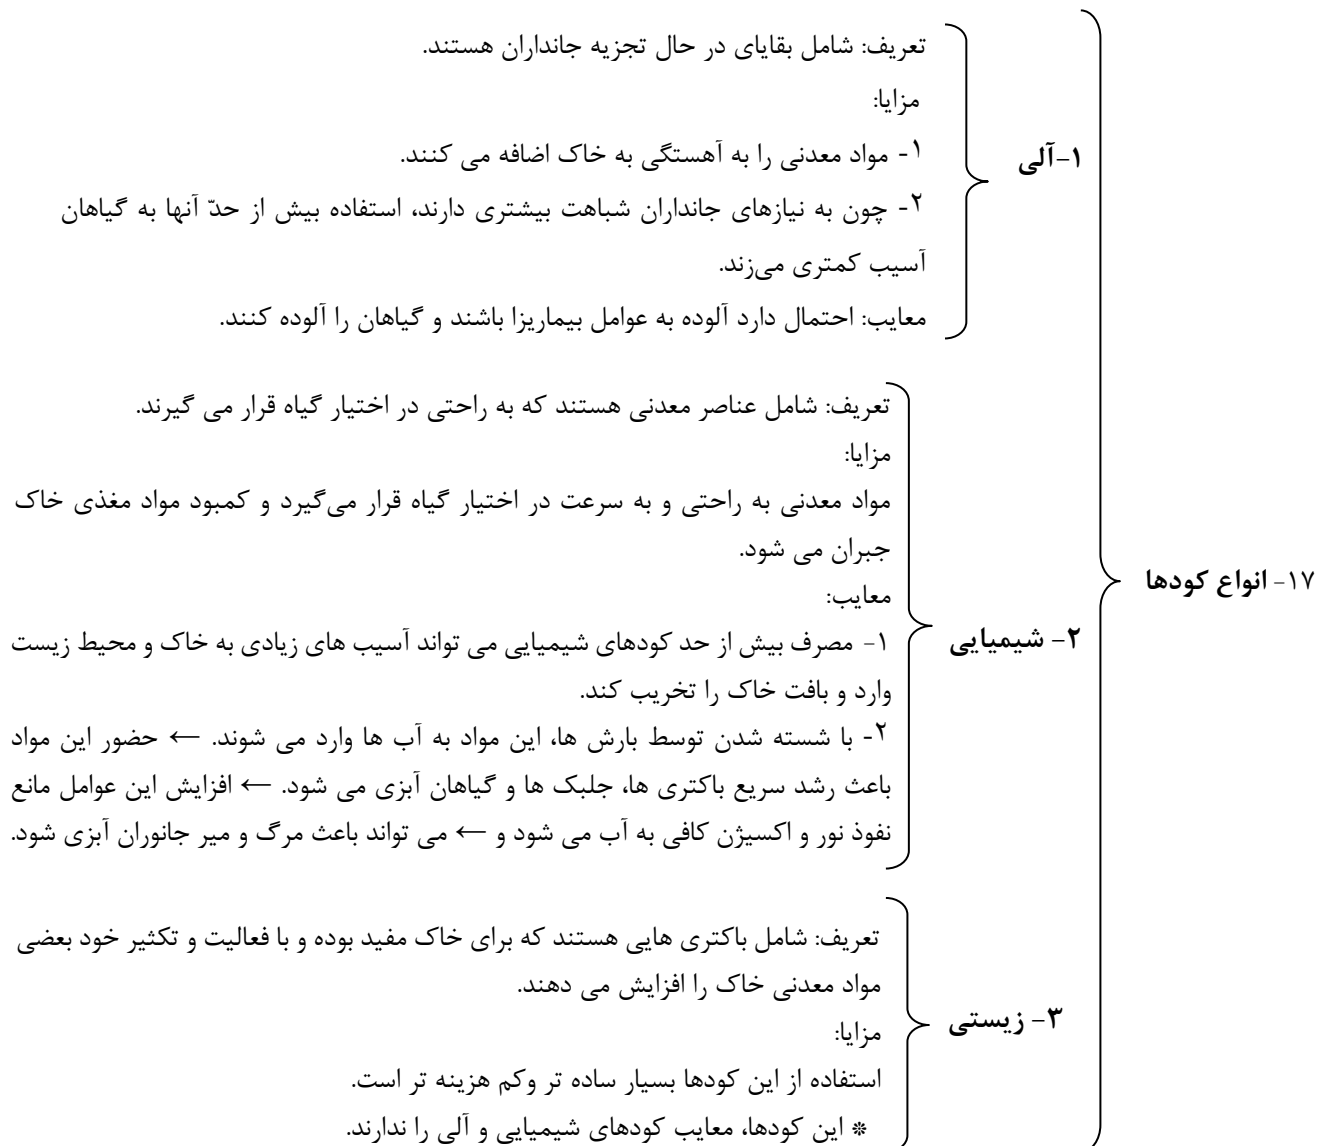 ۱۷- انواع کودها
۱-آلی
تعریف: شامل بقایای در حال تجزیه جانداران هستند.
مزایا:
۱- مواد معدنی را به آهستگی به خاک اضافه می کنند.
۲- چون به نیازهای جانداران شباهت بیشتری دارند، استفاده بیش از حدّ آنها به گیاهان
آسیب کمتری می‌زند.
معایب: احتمال دارد آلوده به عوامل بیماریزا باشند و گیاهان را آلوده کنند.
۲- شیمیایی
تعریف: شامل عناصر معدنی هستند که به راحتی در اختیار گیاه قرار می گیرند.
مزایا:
مواد معدنی به راحتی و به سرعت در اختیار گیاه قرار می‌گیرد و کمبود مواد مغذی خاک
جبران می شود.
معایب:
۱- مصرف بیش از حد کودهای شیمیایی می تواند آسیب های زیادی به خاک و محیط زیست
وارد و بافت خاک را تخریب کند.
۲- با شسته شدن توسط بارش ها، این مواد به آب ها وارد می شوند. ← حضور این مواد
باعث رشد سریع باکتری ها، جلبک ها و گیاهان آبزی می شود. ← افزایش این عوامل مانع
نفوذ نور و اکسیژن کافی به آب می شود و ← می تواند باعث مرگ و میر جانوران آبزی شود.
۳- زیستی
تعریف: شامل باکتری هایی هستند که برای خاک مفید بوده و با فعالیت و تکثیر خود بعضی
مواد معدنی خاک را افزایش می دهند.
مزایا:
استفاده از این کودها بسیار ساده تر وکم هزینه تر است.
* این کودها، معایب کودهای شیمیایی و آلی را ندارند.